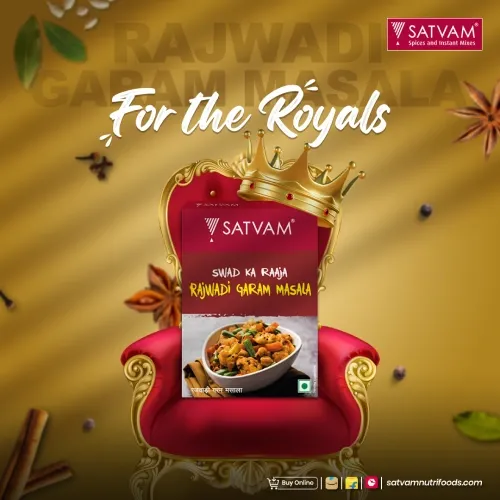 SATVAM®
Spices and Instant Mixes
RAJWADI
GARAM MASALA
For the Royals
SATVAM®
SWAD KA RAAJA
RAJWADI GARAM MASALA
रजवाडी गरम मसाला
Buy Online
satvamnutrifoods.com